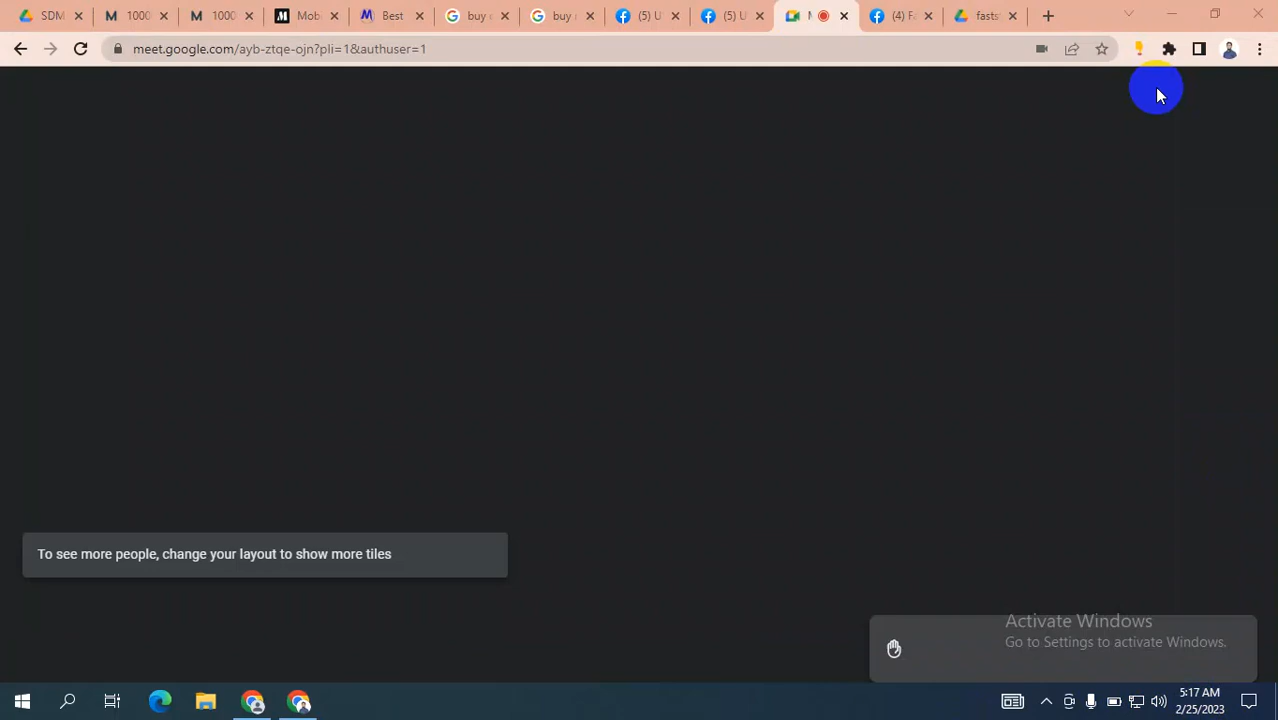 SDM
1000
1000
Mob
Best
buy
buy
(5) U
(5) U
(4) F
fasts
meet.google.com/ayb-ztqe-ojn?pli=1&authuser=1
To see more people, change your layout to show more tiles
Activate Windows
Go to Settings to activate Windows.
5:17 AM
2/25/2023